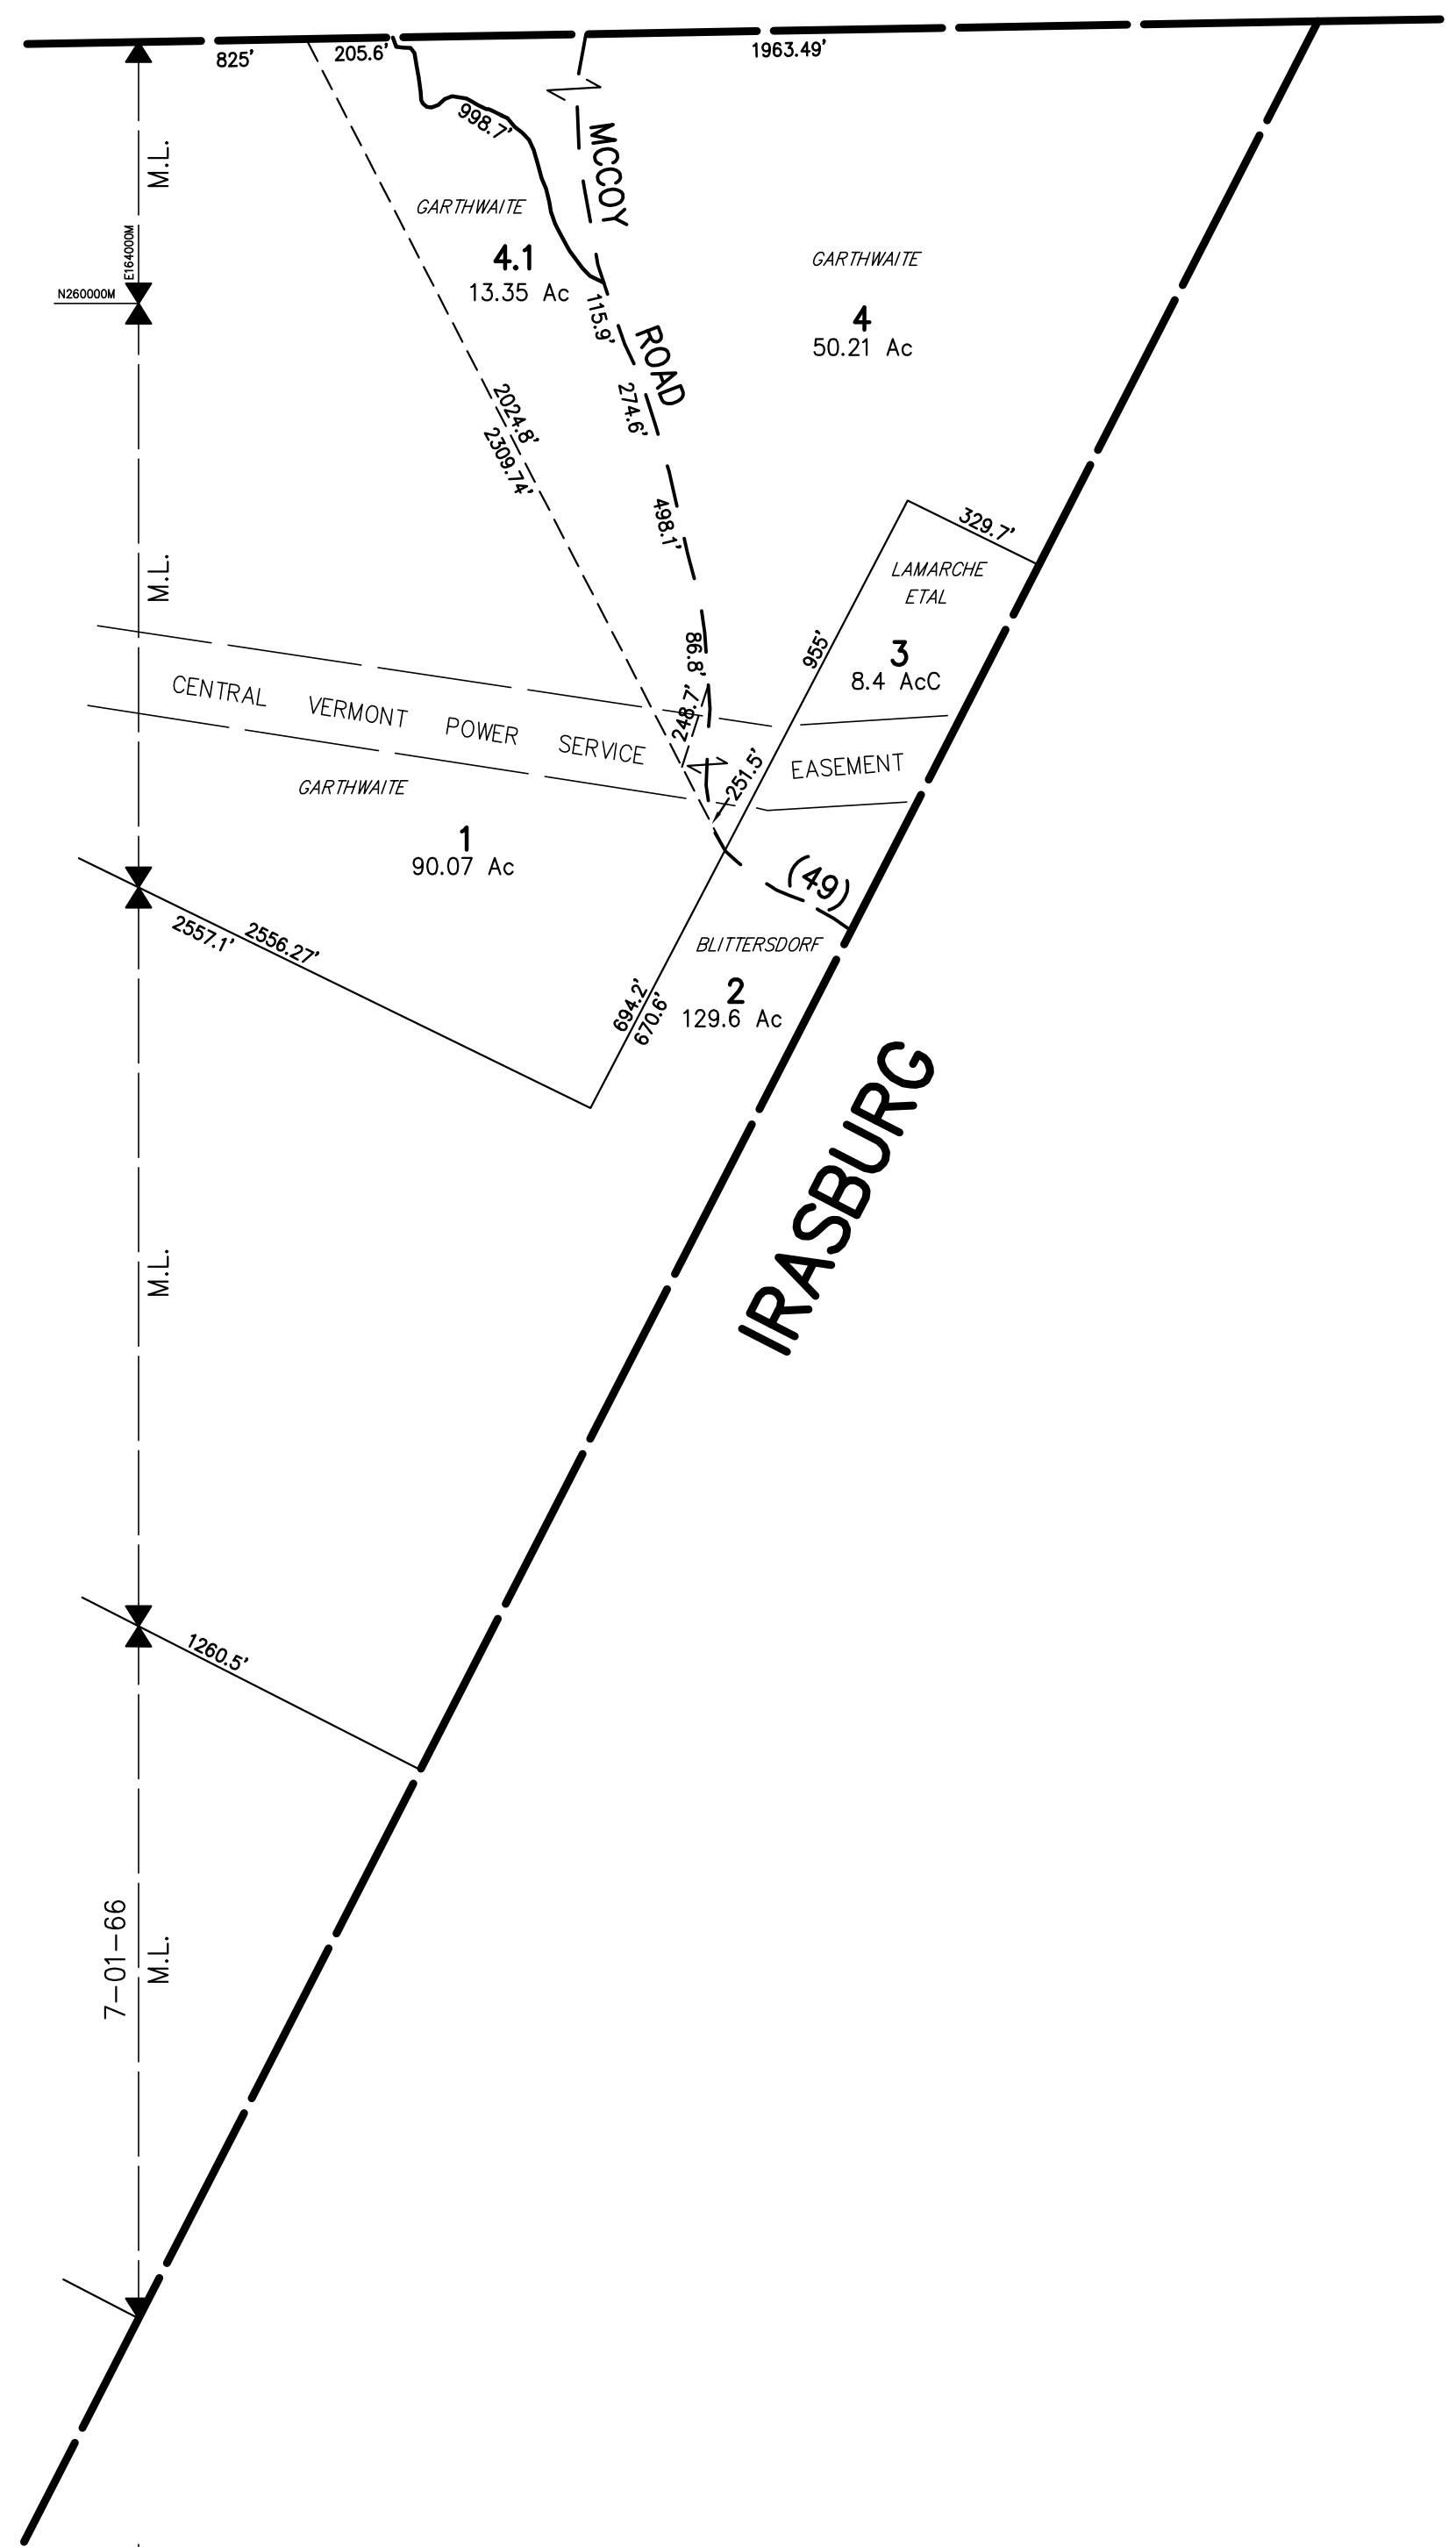 825'
205.6'
1963.49'
998.7'
MCCOY
M.L.
GARTHWAITE
4.1
13.35 Ac
E164000M
N260000M
GARTHWAITE
4
50.21 Ac
115.9'
ROAD
274.6'
2024.8'
2309.74'
498.1'
329.7'
LAMARCHE
ETAL
3
8.4 AcC
M.L.
955'
86.8'
248.7'
CENTRAL VERMONT POWER SERVICE EASEMENT
251.5'
GARTHWAITE
1
90.07 Ac
(49)
2557.1'
2556.27'
BLITTERSDORF
2
129.6 Ac
694.2'
670.6'
IRASBURG
M.L.
1260.5'
7-01-66
M.L.